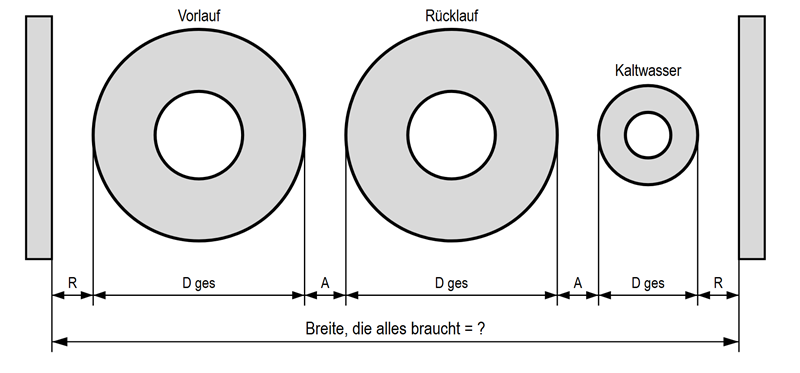 Vorlauf
Rücklauf
Kaltwasser
R
D ges
A
D ges
A
D ges
R
Breite, die alles braucht = ?